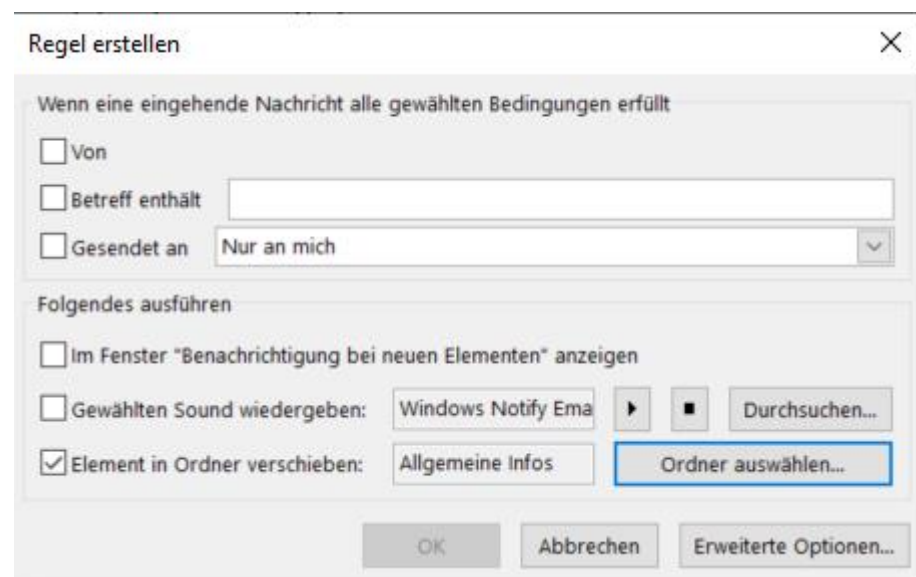 Regel erstellen
Wenn eine eingehende Nachricht alle gewählten Bedingungen erfüllt
Von
Betreff enthält
Gesendet an Nur an mich
Folgendes ausführen
Im Fenster "Benachrichtigung bei neuen Elementen" anzeigen
Gewählten Sound wiedergeben: Windows Notify Ema Durchsuchen...
Element in Ordner verschieben: Allgemeine Infos Ordner auswählen...
OK Abbrechen Erweiterte Optionen...